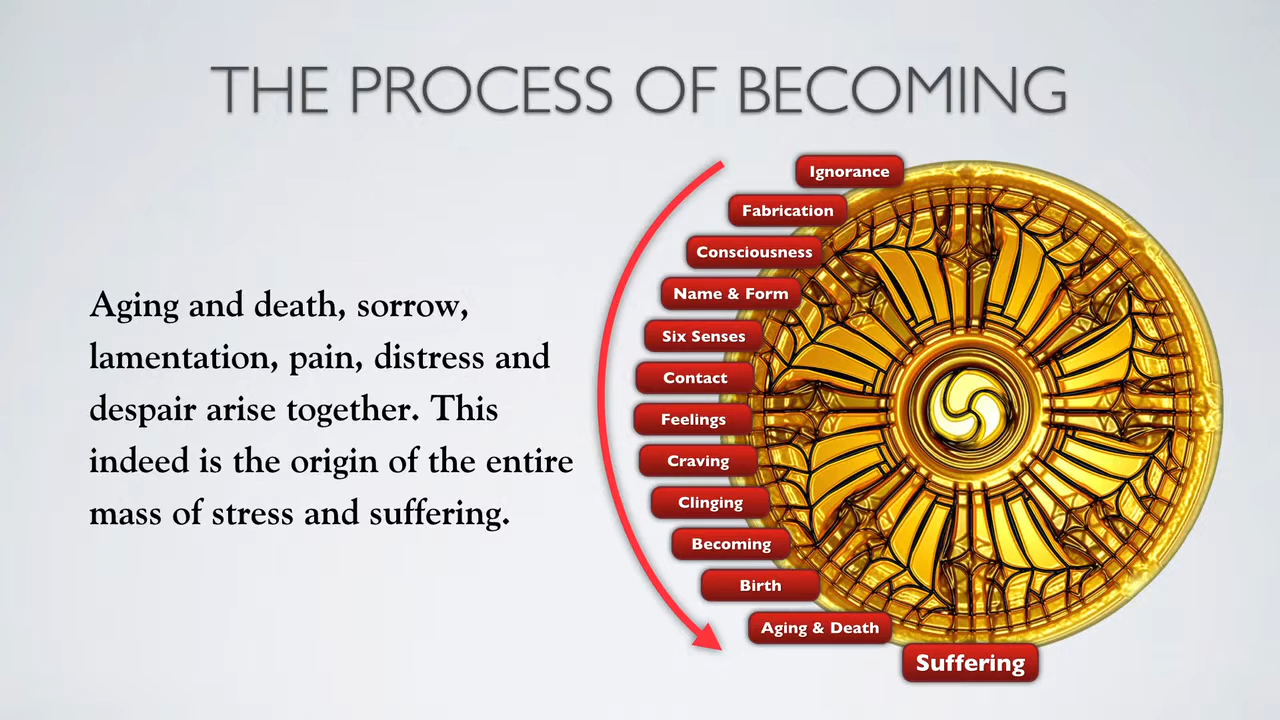 THE PROCESS OF BECOMING
Aging and death, sorrow,
lamentation, pain, distress and
despair arise together. This
indeed is the origin of the entire
mass of stress and suffering.
Ignorance
Fabrication
Consciousness
Name & Form
Six Senses
Contact
Feelings
Craving
Clinging
Becoming
Birth
Aging & Death
Suffering